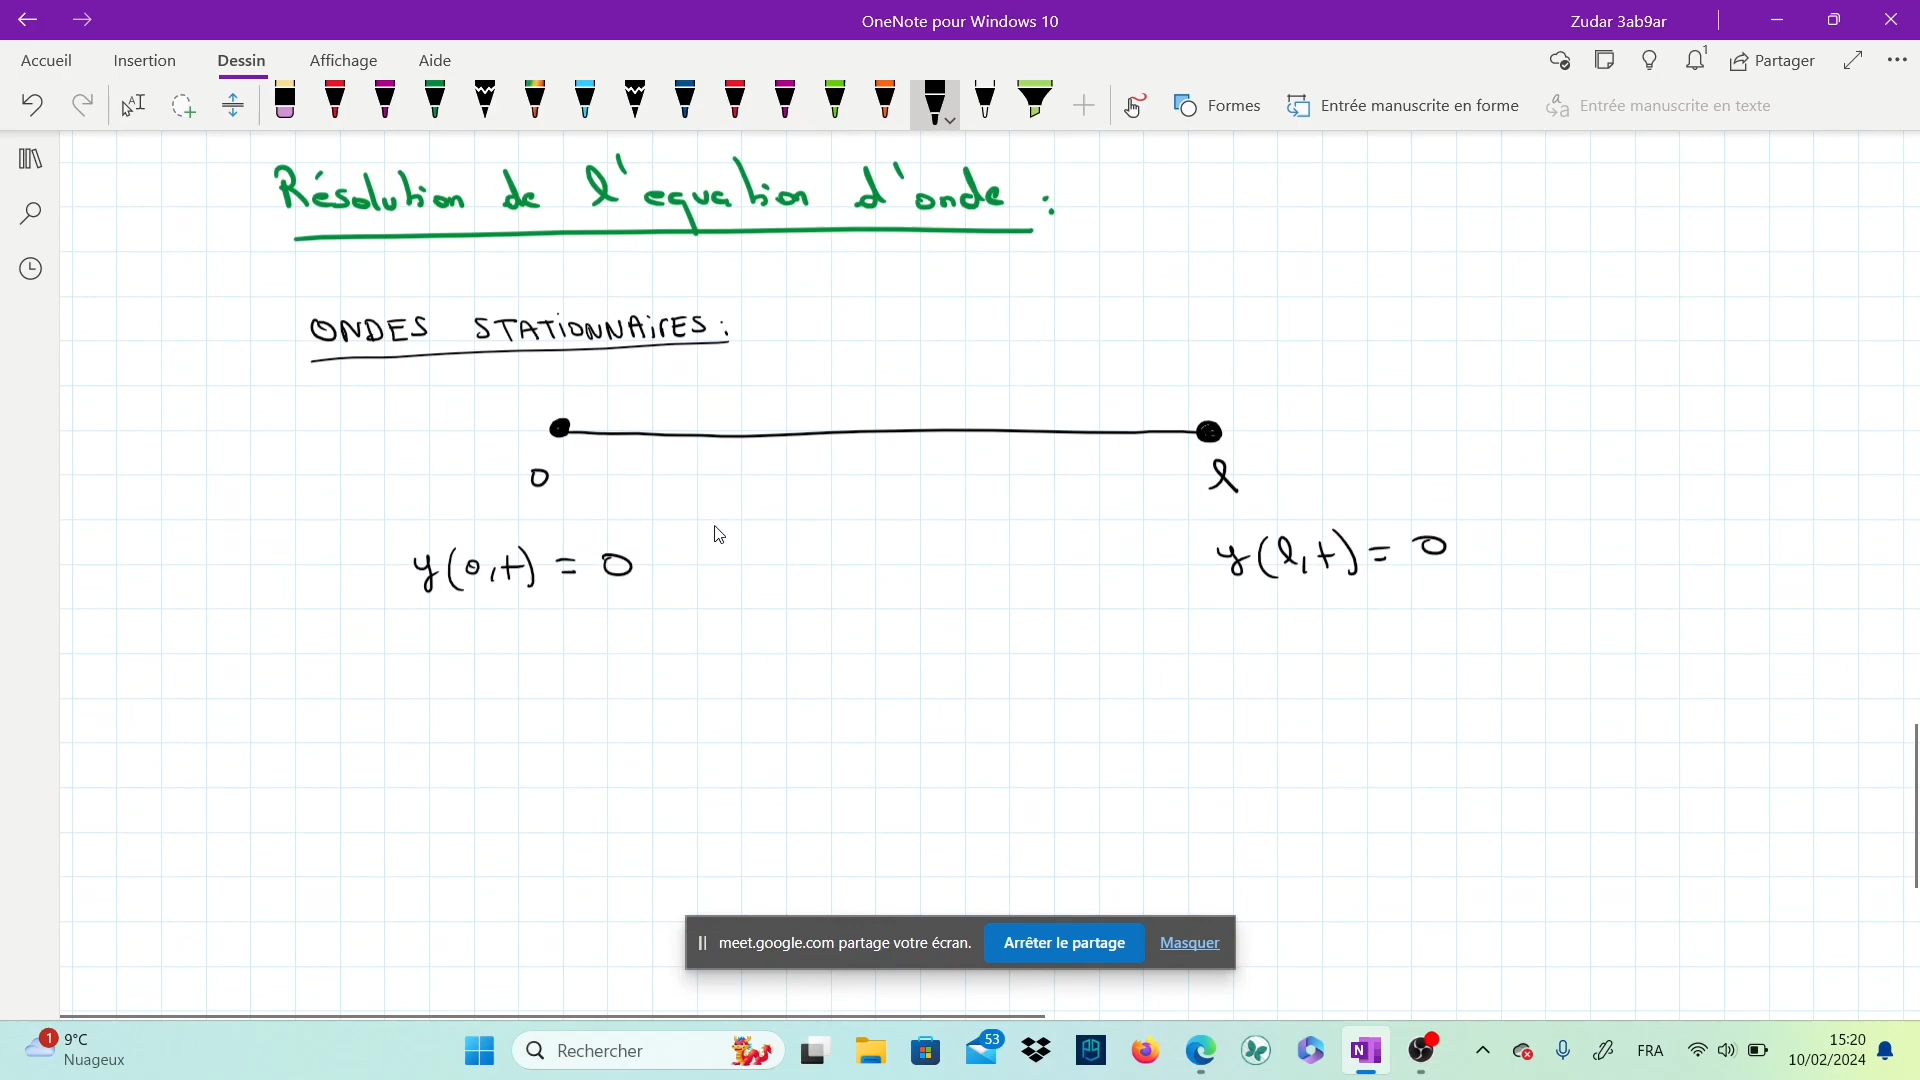 OneNote pour Windows 10
Zudar 3ab9ar
Accueil Insertion Dessin Affichage Aide
1
Partager
Formes Entrée manuscrite en forme Entrée manuscrite en texte
Résolution de l'equation d'onde :
ONDES STATIONNAIRES :
0 l
y(0,t) = 0 y(l,t) = 0
meet.google.com partage votre écran. Arrêter le partage Masquer
1 9°C
Nuageux
Rechercher
53
FRA
15:20
10/02/2024